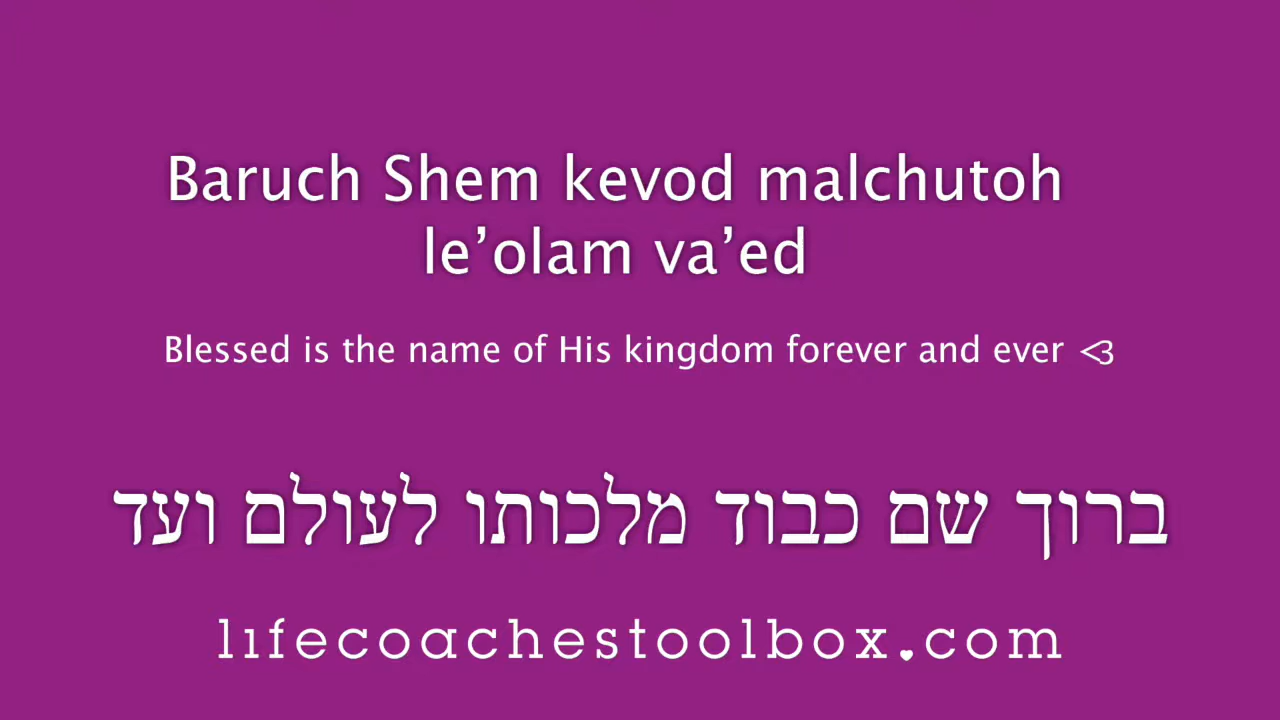 Baruch Shem kevod malchutoh
le’olam va’ed
Blessed is the name of His kingdom forever and ever <3
ברוך שם כבוד מלכותו לעולם ועד
lifecoachestoolbox.com